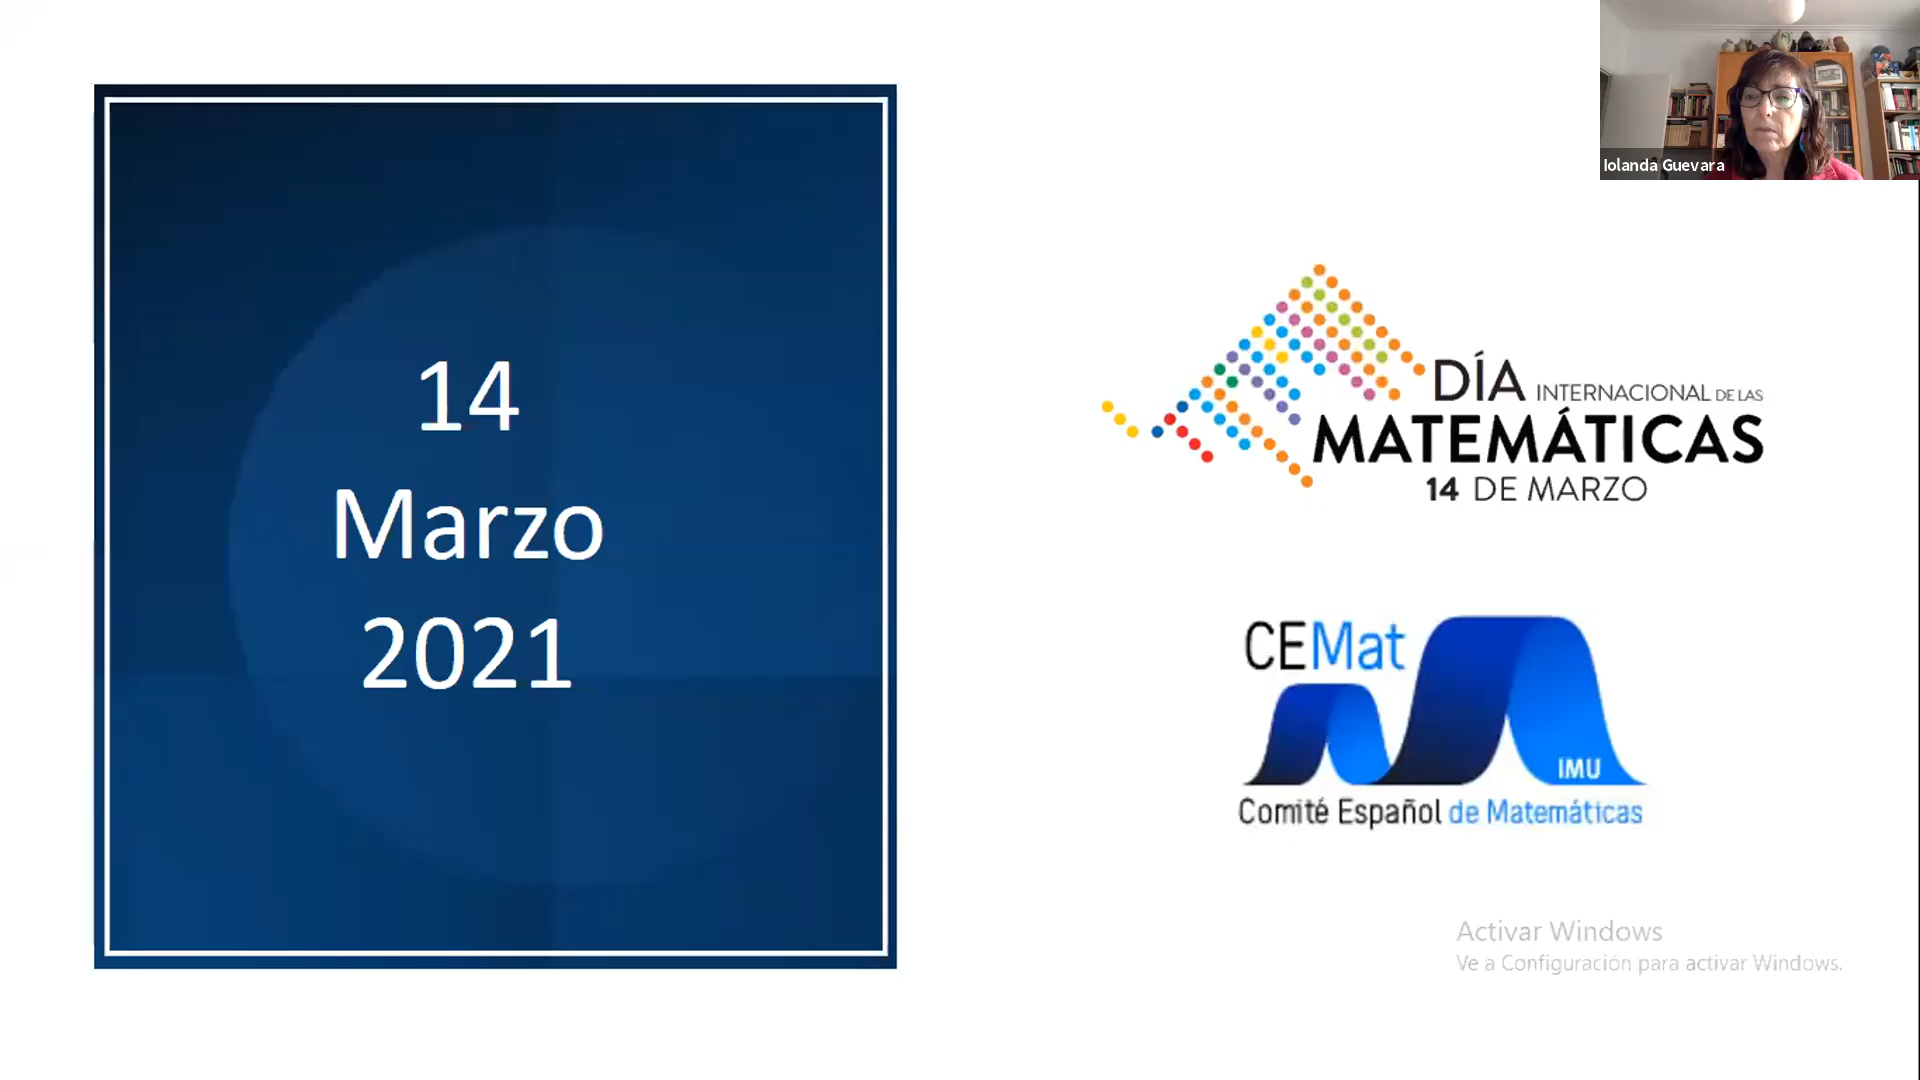 14
Marzo
2021
Iolanda Guevara
DÍA INTERNACIONAL DE LAS
MATEMÁTICAS
14 DE MARZO
CEMat
IMU
Comité Español de Matemáticas
Activar Windows
Ve a Configuración para activar Windows.